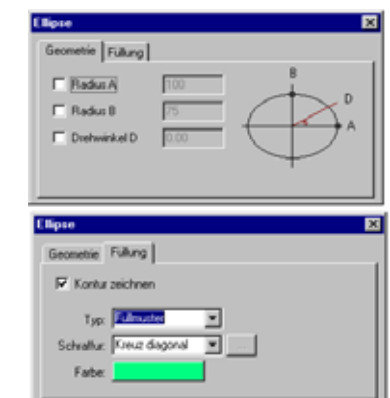 Ellipse
Geometrie Füllung
Radius A 100
Radius B 75
Drehwinkel D 0.00
B
D
A
Ellipse
Geometrie Füllung
Kontur zeichnen
Typ: Füllmuster
Schraffur: Kreuz diagonal ...
Farbe: